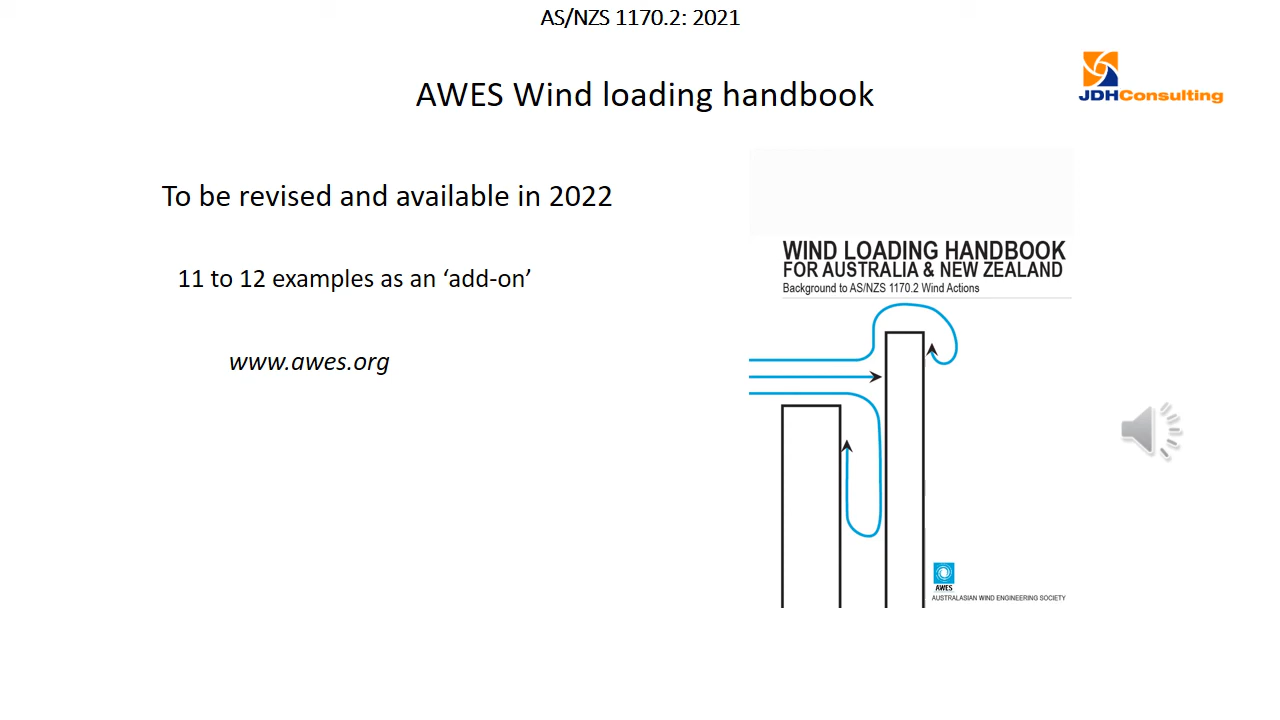 AS/NZS 1170.2: 2021
AWES Wind loading handbook
JDHConsulting
To be revised and available in 2022
11 to 12 examples as an ‘add-on’
www.awes.org
WIND LOADING HANDBOOK
FOR AUSTRALIA & NEW ZEALAND
Background to AS/NZS 1170.2 Wind Actions
AWES
AUSTRALASIAN WIND ENGINEERING SOCIETY